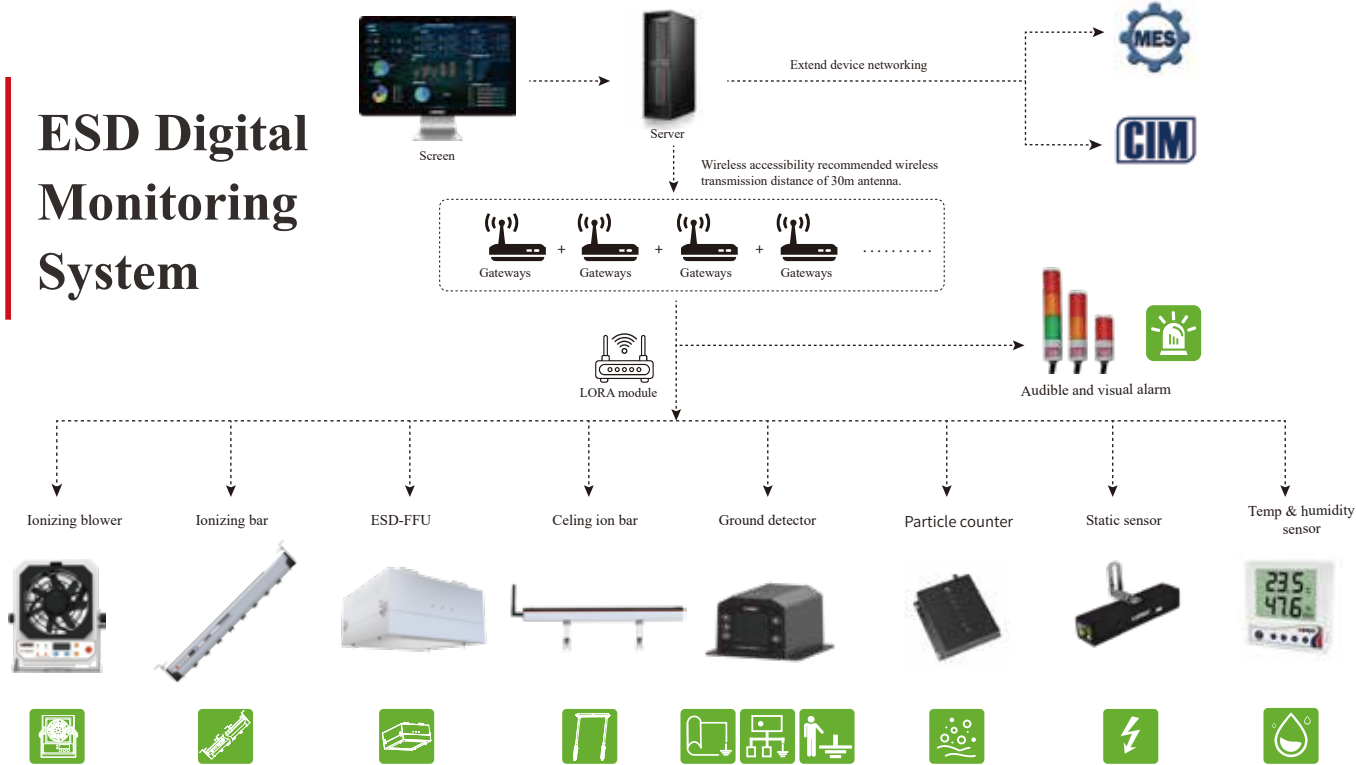 ESD Digital
Monitoring
System
Screen
Server
Extend device networking
MES
CIM
Wireless accessibility recommended wireless
transmission distance of 30m antenna.
Gateways + Gateways + Gateways + Gateways ..........
LORA module
Audible and visual alarm
Ionizing blower
Ionizing bar
ESD-FFU
Celing ion bar
Ground detector
Particle counter
Static sensor
Temp & humidity
sensor
23.5
47.6